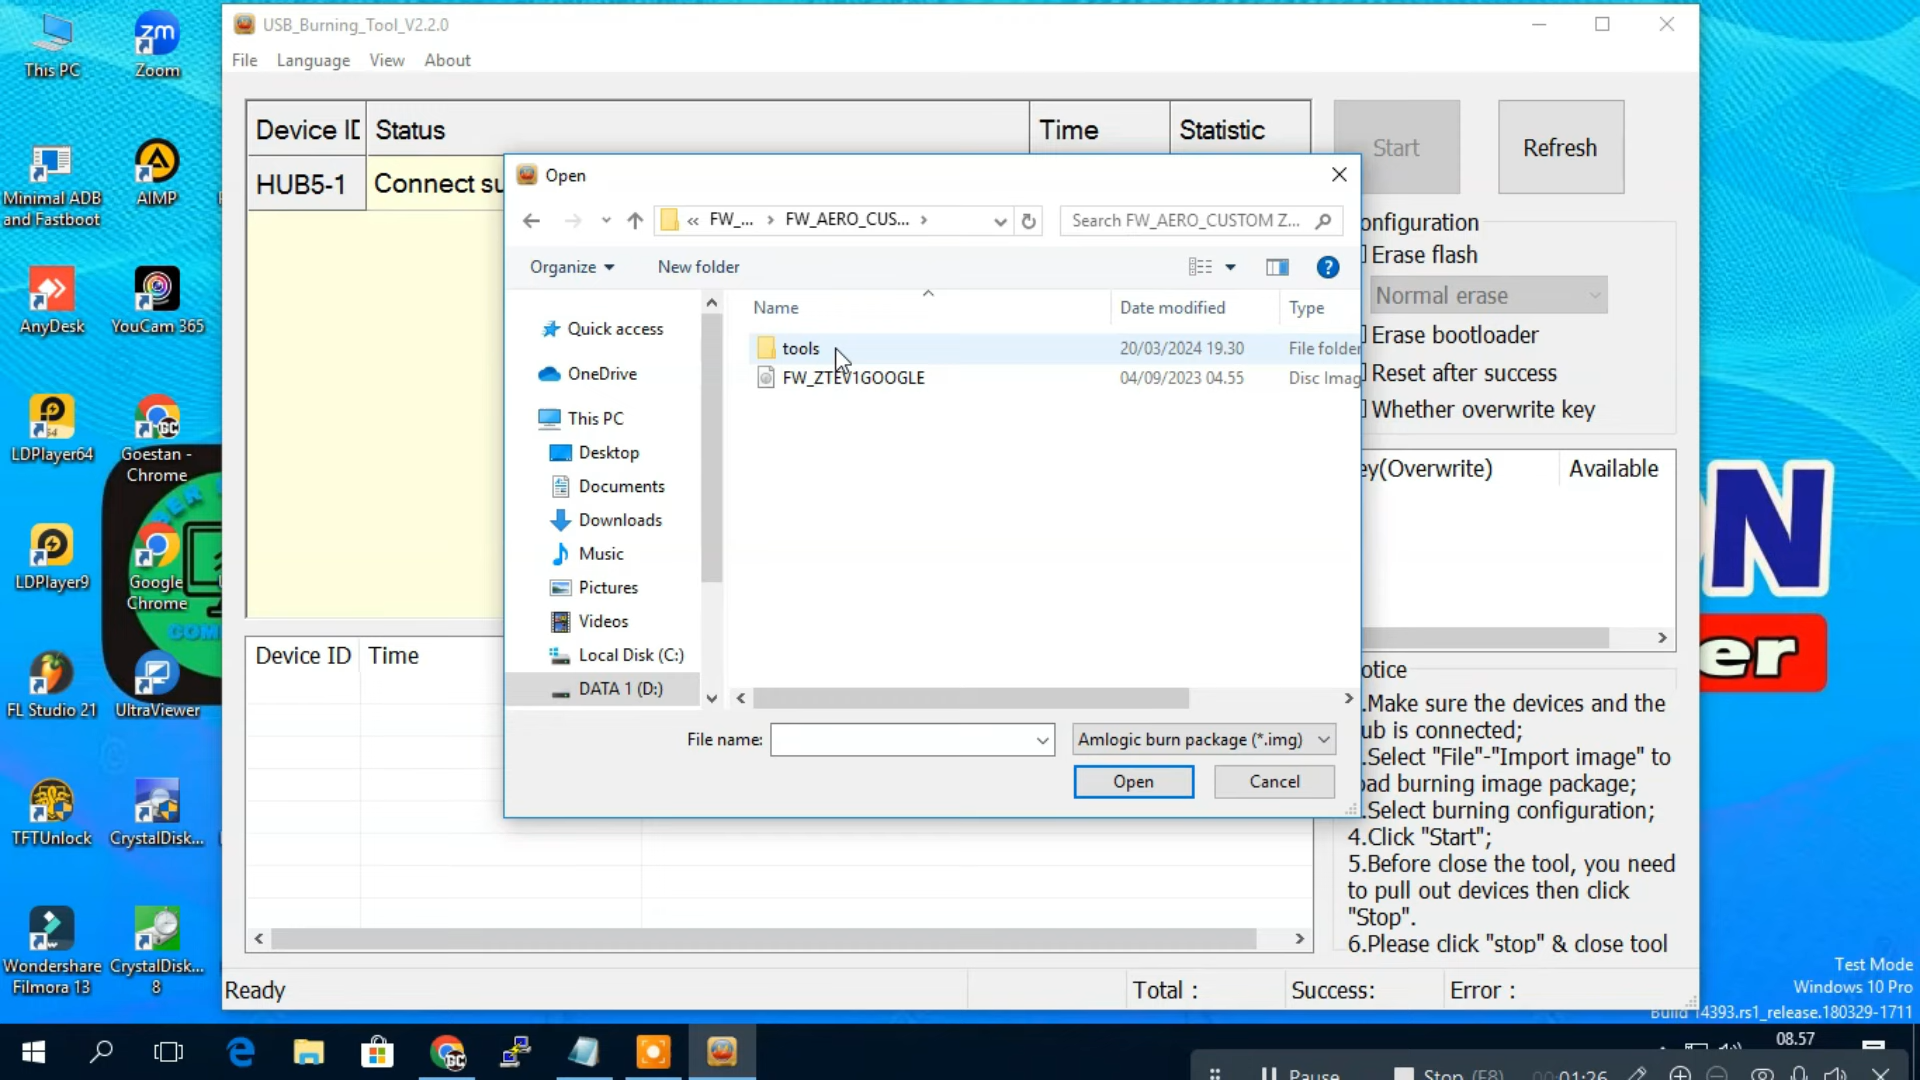 This PC
Zoom
Minimal ADB
and Fastboot
AIMP
AnyDesk
YouCam 365
LDPlayer64
Goestan -
Chrome
LDPlayer9
Google
Chrome
FL Studio 21
UltraViewer
TFTUnlock
CrystalDisk...
Wondershare
Filmora 13
CrystalDisk...
8
USB_Burning_Tool_V2.2.0
File Language View About
Device ID Status Time Statistic
HUB5-1 Connect su
Start Refresh
onfiguration
Erase flash
Normal erase
Erase bootloader
Reset after success
Whether overwrite key
ey(Overwrite) Available
Open
« FW_... › FW_AERO_CUS... ›
Search FW_AERO_CUSTOM Z...
Organize New folder
Name Date modified Type
tools 20/03/2024 19.30 File folder
FW_ZTEV1GOOGLE 04/09/2023 04.55 Disc Imag
Quick access
OneDrive
This PC
Desktop
Documents
Downloads
Music
Pictures
Videos
Local Disk (C:)
DATA 1 (D:)
File name: Amlogic burn package (*.img)
Open Cancel
Device ID Time
otice
.Make sure the devices and the
ub is connected;
.Select "File"-"Import image" to
oad burning image package;
.Select burning configuration;
4.Click "Start";
5.Before close the tool, you need
to pull out devices then click
"Stop".
6.Please click "stop" & close tool
Ready Total : Success: Error :
N
er
Test Mode
Windows 10 Pro
Build 14393.rs1_release.180329-1711
08.57
Pause Stop (F8) 00:01:26